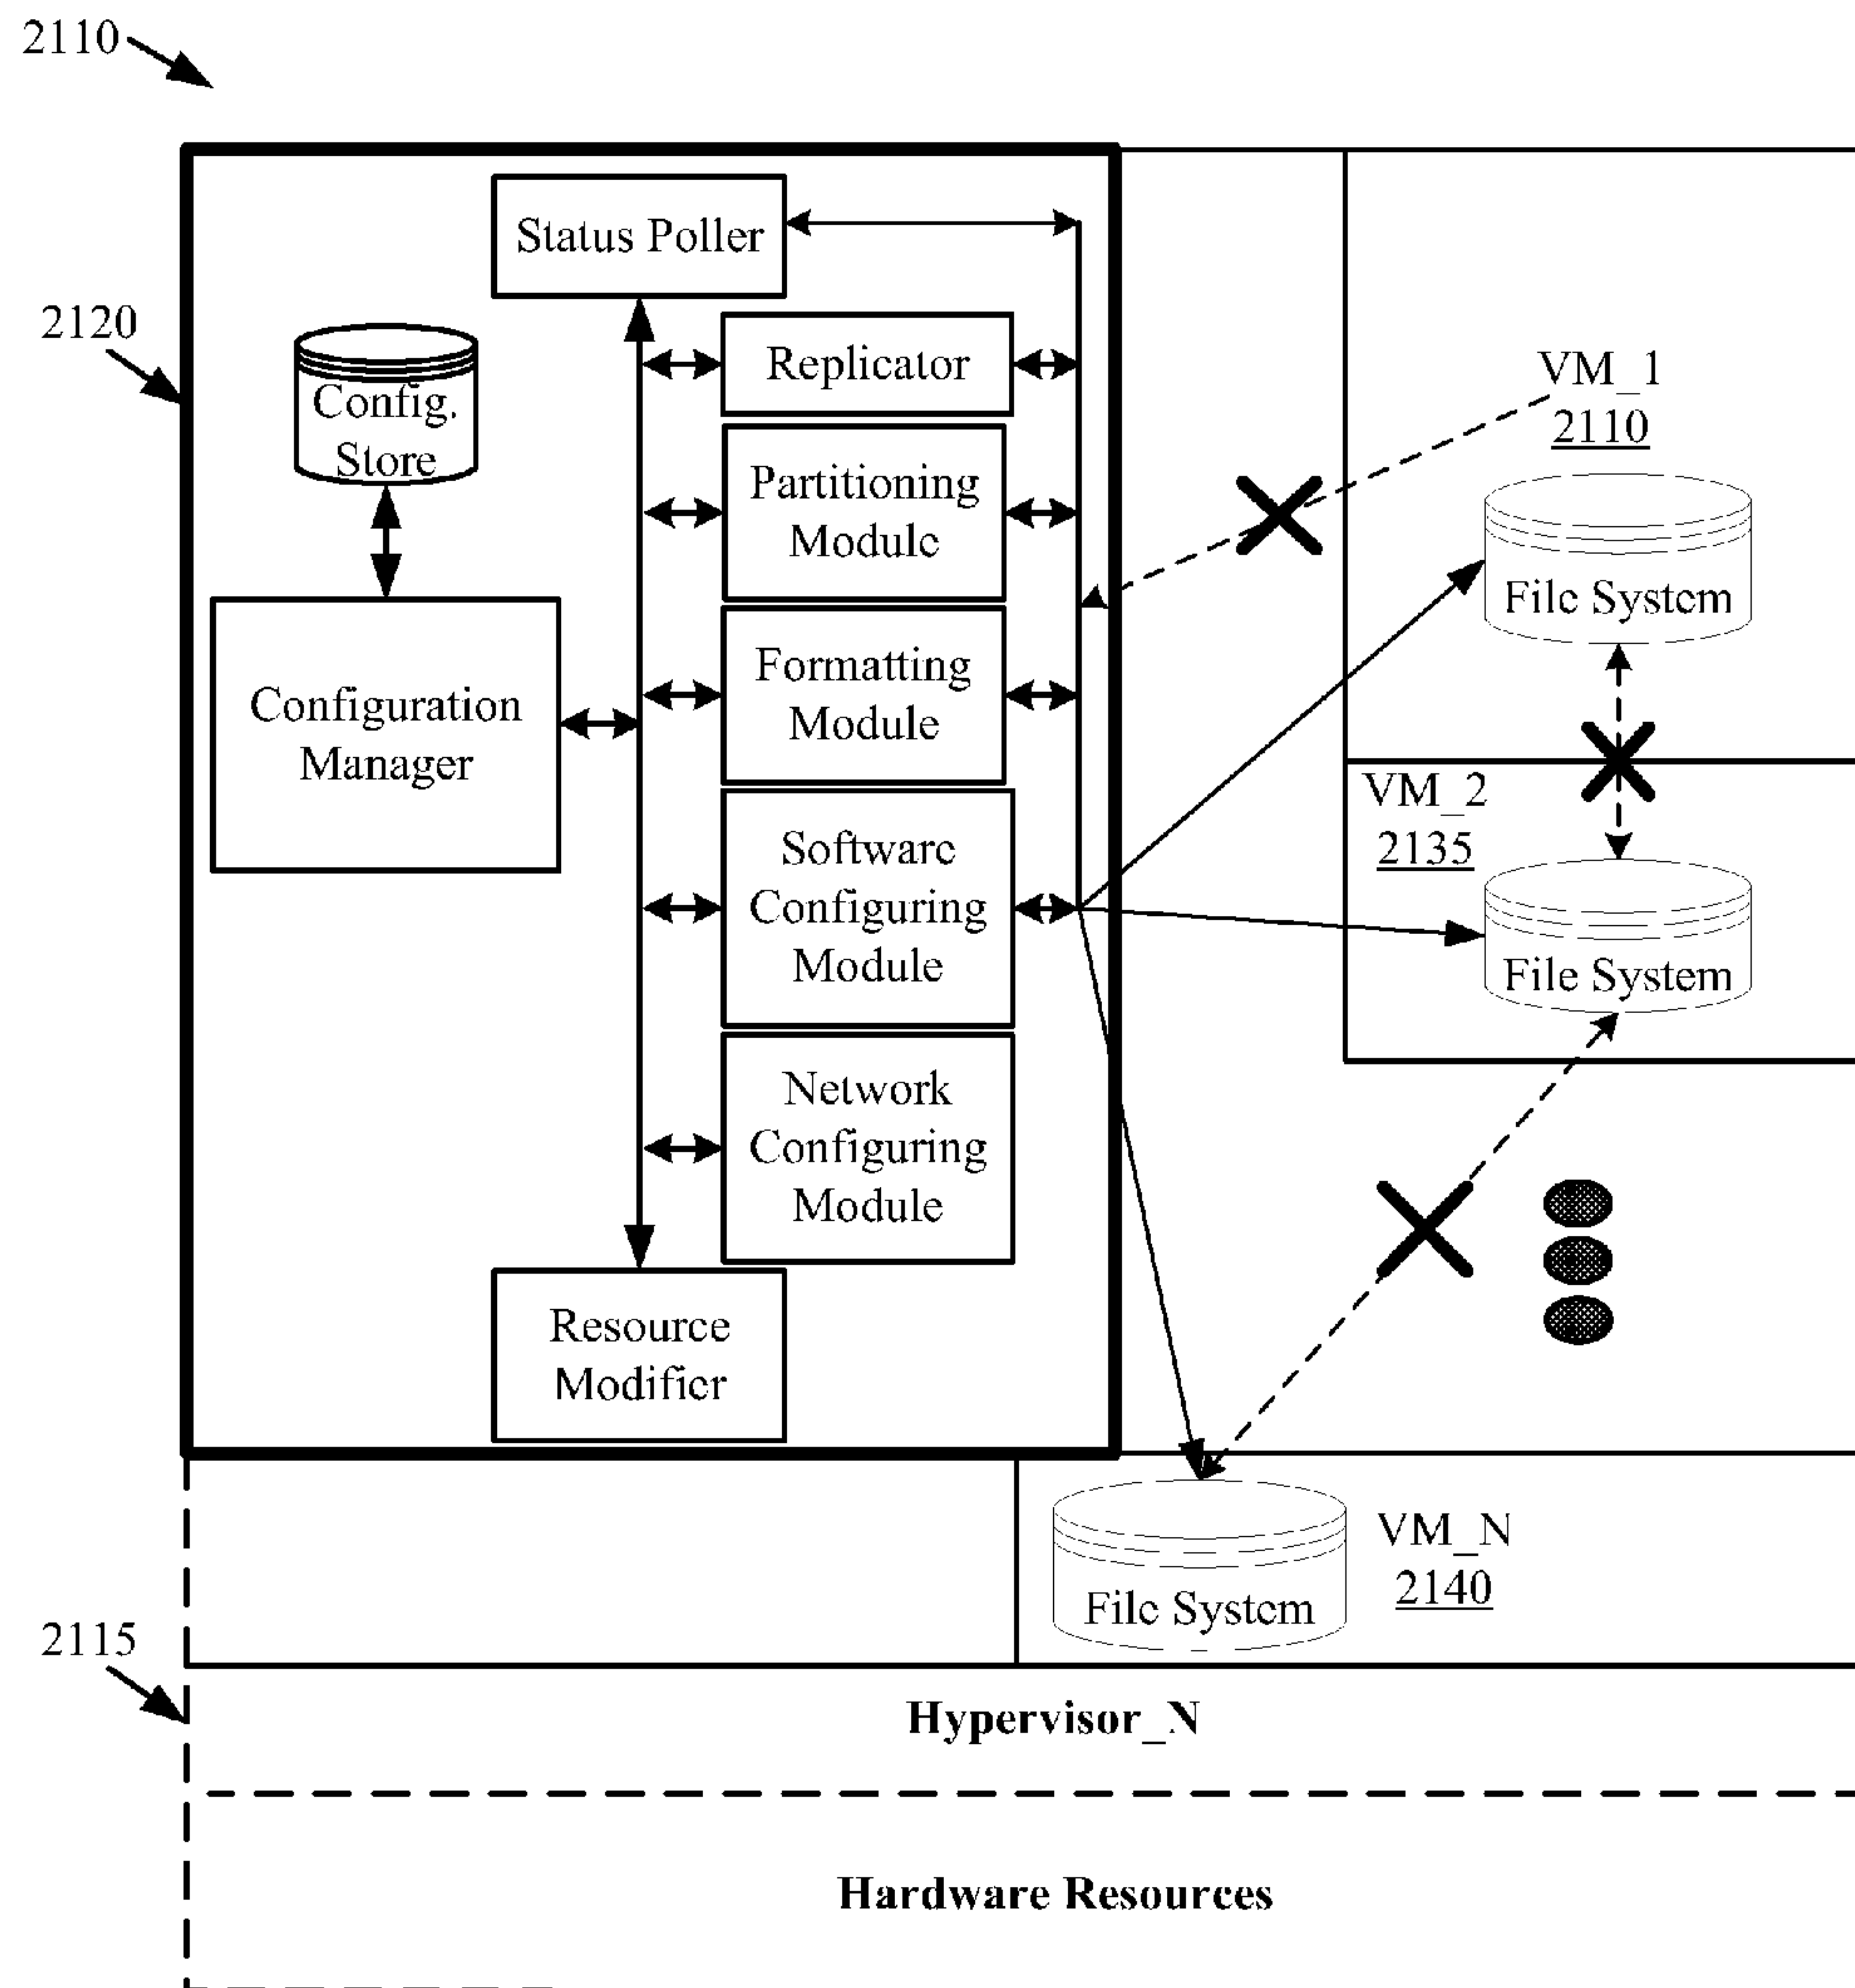 2110
Status Poller
2120
Replicator
Config.
Store
VM_1
2110
Partitioning
Module
File System
Formatting
Module
Configuration
Manager
VM_2
2135
Software
Configuring
Module
File System
Network
Configuring
Module
Resource
Modifier
VM_N
2140
File System
2115
Hypervisor_N
Hardware Resources